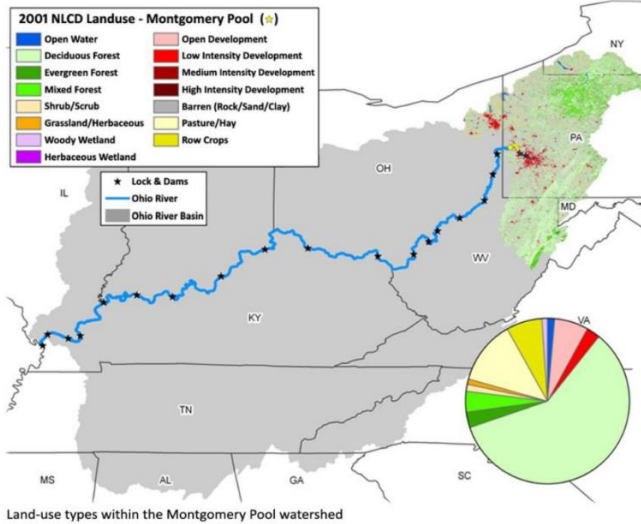 2001 NLCD Landuse - Montgomery Pool (☆)
Open Water
Deciduous Forest
Evergreen Forest
Mixed Forest
Shrub/Scrub
Grassland/Herbaceous
Woody Wetland
Herbaceous Wetland
Open Development
Low Intensity Development
Medium Intensity Development
High Intensity Development
Barren (Rock/Sand/Clay)
Pasture/Hay
Row Crops
Lock & Dams
Ohio River
Ohio River Basin
NY
PA
OH
IL
MD
WV
KY
VA
TN
MS
AL
GA
SC
Land-use types within the Montgomery Pool watershed